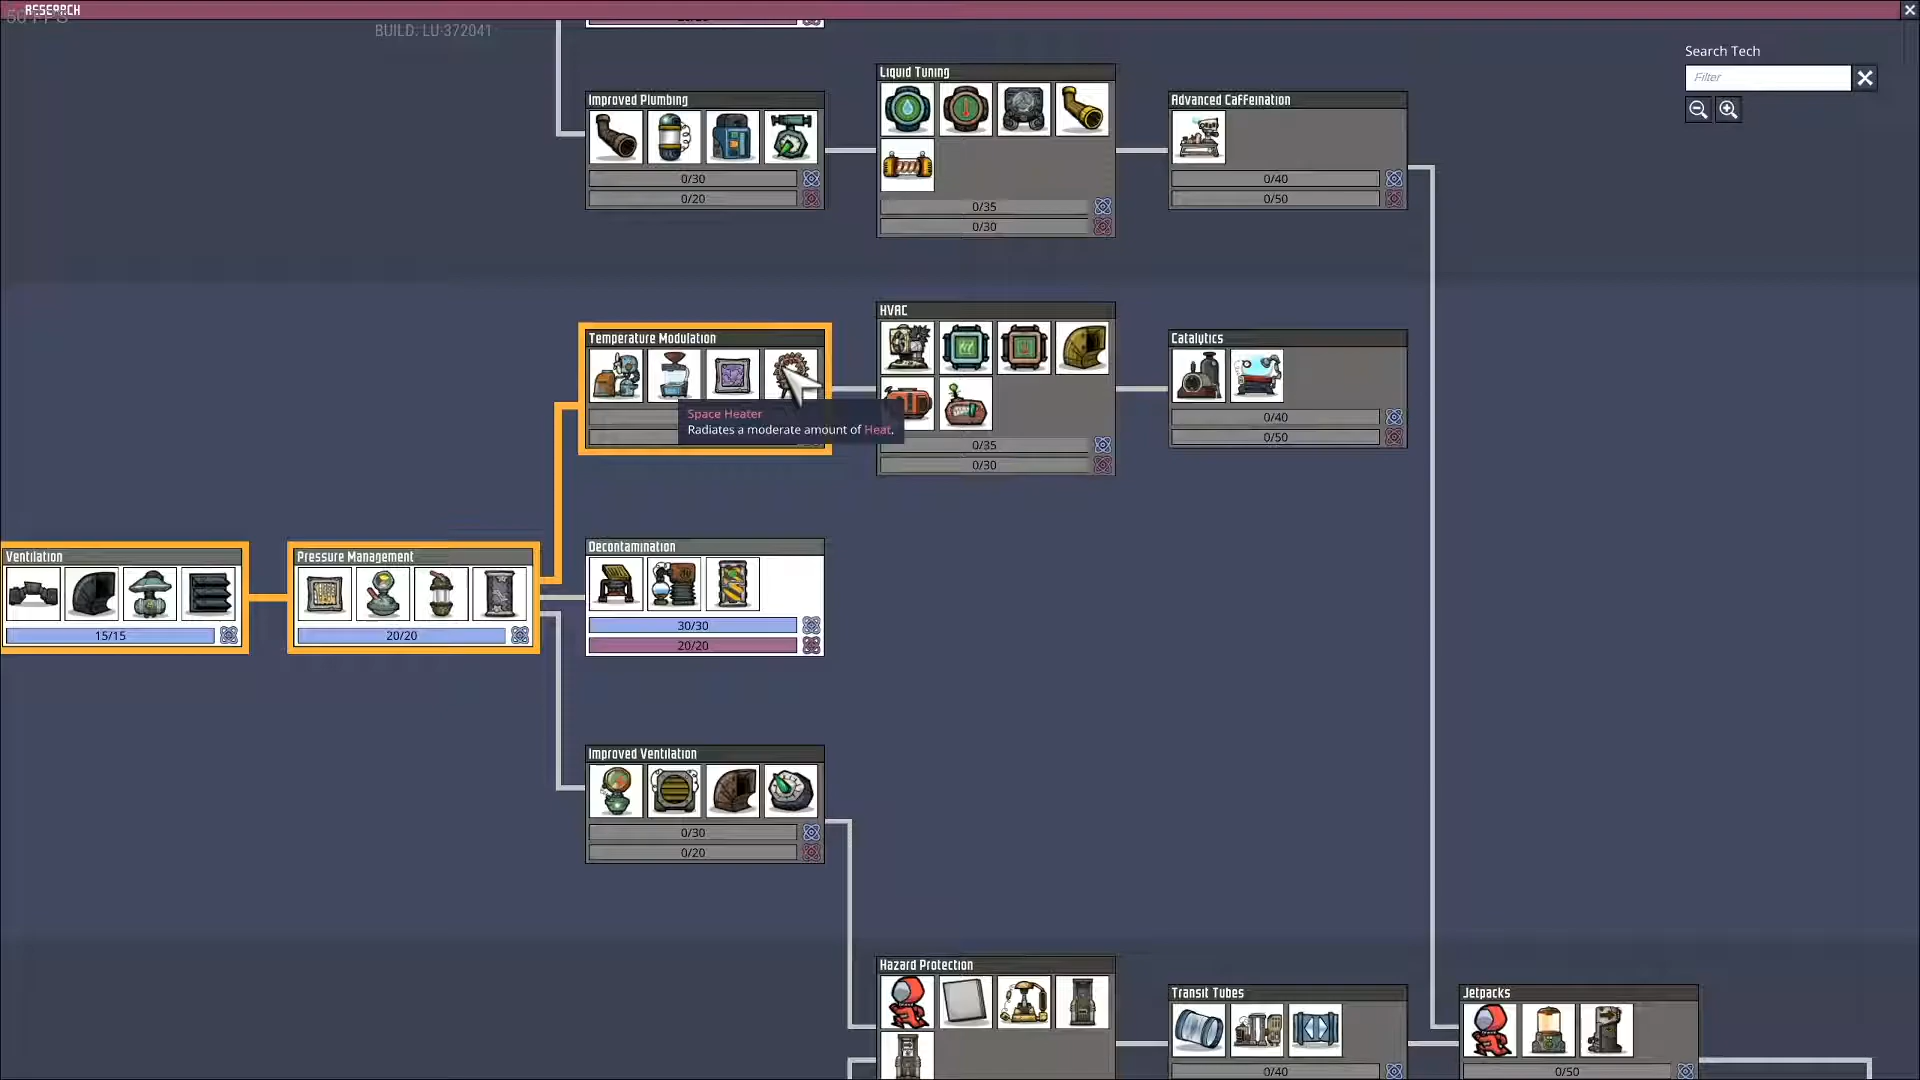 RESEARCH
50 FPS
BUILD: LU-372041
Search Tech
Filter
Improved Plumbing
0/30
0/20
Liquid Tuning
0/35
0/30
Advanced Caffeination
0/40
0/50
Temperature Modulation
Space Heater
Radiates a moderate amount of Heat.
HVAC
0/35
0/30
Catalytics
0/40
0/50
Ventilation
15/15
Pressure Management
20/20
Decontamination
30/30
20/20
Improved Ventilation
0/30
0/20
Hazard Protection
Transit Tubes
0/40
Jetpacks
0/50